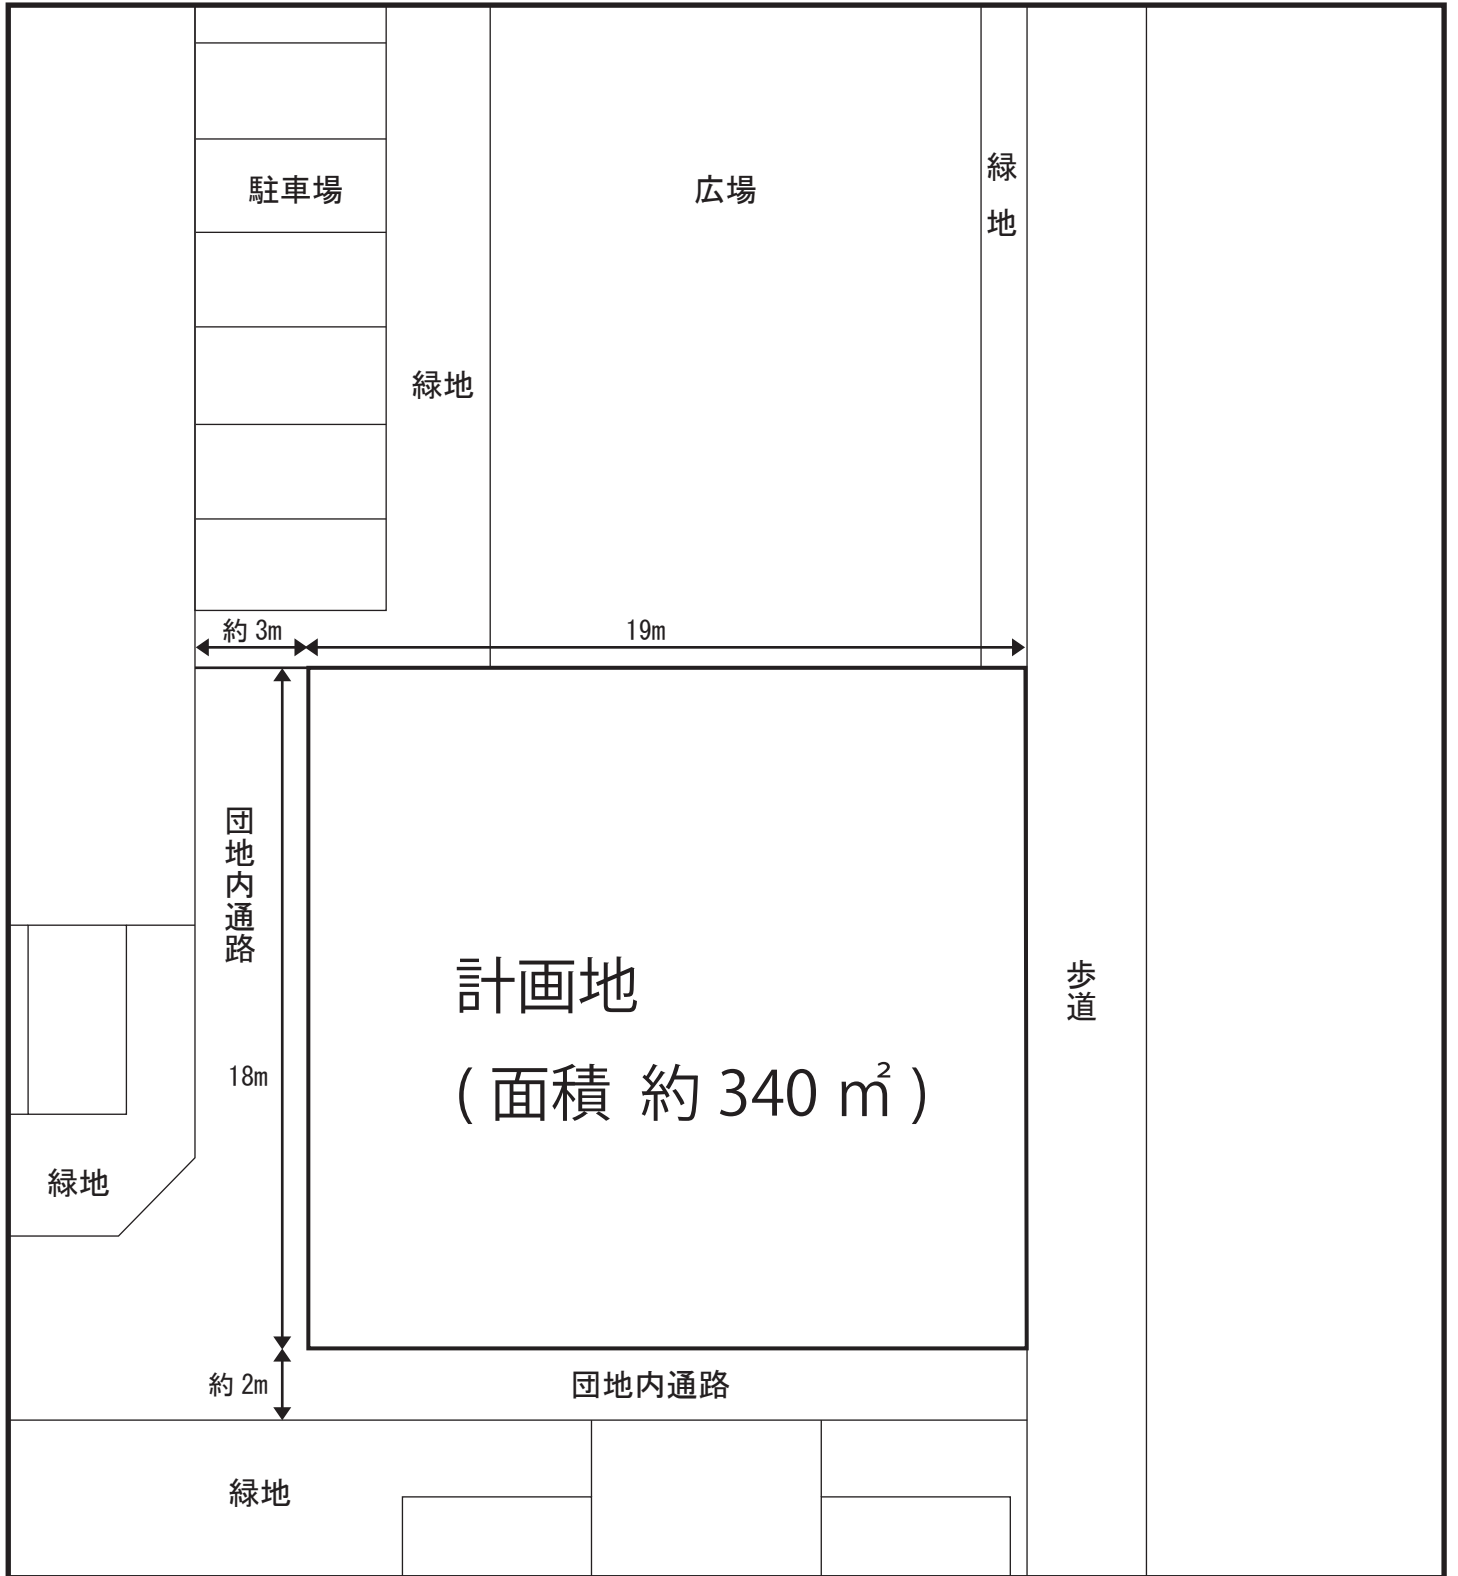 駐車場
広場
緑地
緑地
約 3m
19m
団地内通路
計画地
18m
( 面積 約 340 ㎡ )
歩道
緑地
約 2m
団地内通路
緑地